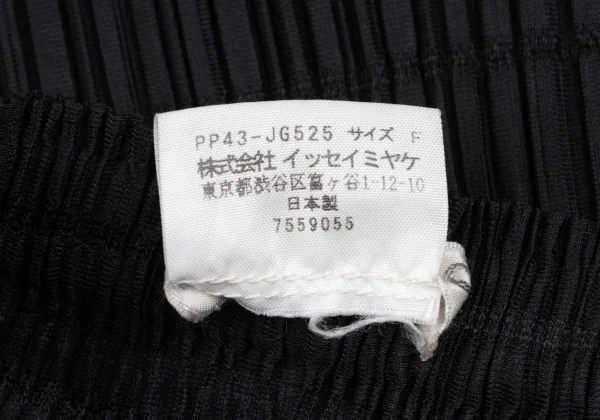 PP43-JG525 サイズ F
株式会社 イッセイミヤケ
東京都渋谷区富ヶ谷1-12-10
日本製
7559055